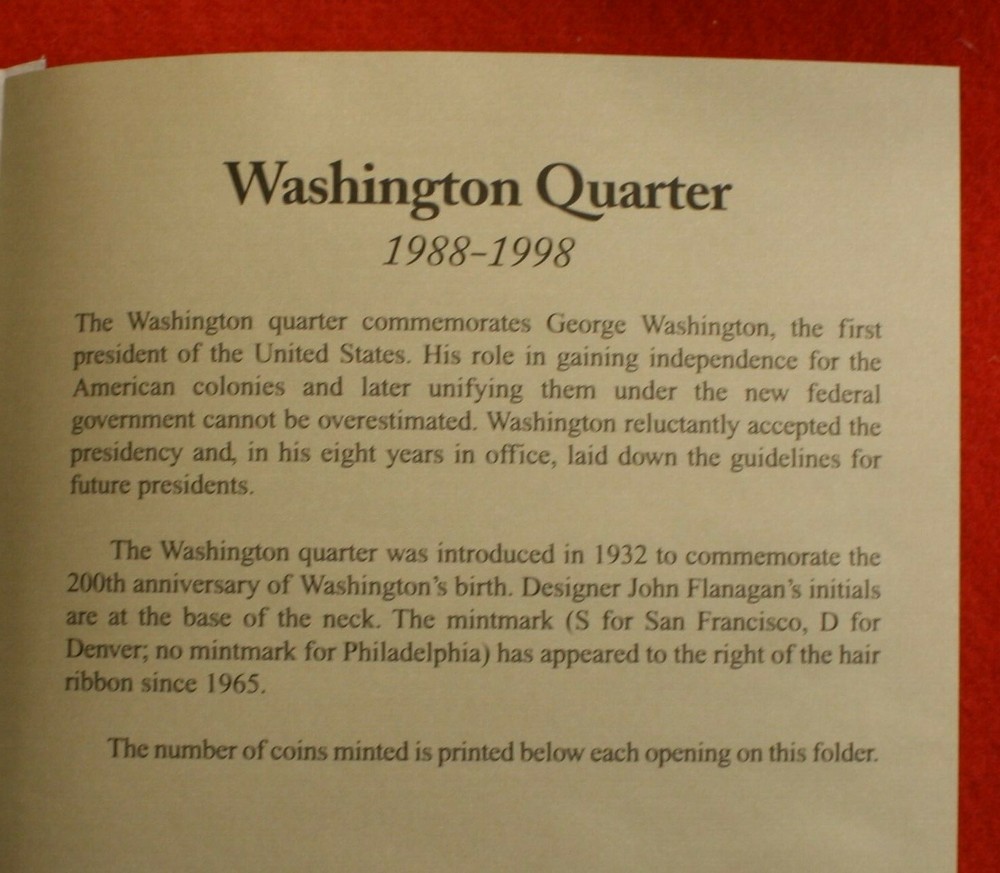 Washington Quarter
1988–1998
The Washington quarter commemorates George Washington, the first
president of the United States. His role in gaining independence for the
American colonies and later unifying them under the new federal
government cannot be overestimated. Washington reluctantly accepted the
presidency and, in his eight years in office, laid down the guidelines for
future presidents.
The Washington quarter was introduced in 1932 to commemorate the
200th anniversary of Washington's birth. Designer John Flanagan's initials
are at the base of the neck. The mintmark (S for San Francisco, D for
Denver; no mintmark for Philadelphia) has appeared to the right of the hair
ribbon since 1965.
The number of coins minted is printed below each opening on this folder.